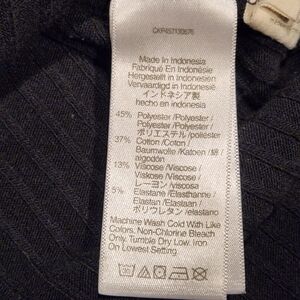 Made In Indonesia
Fabriqué En Indonésie
Hergestellt in Indonesien
Vervaardigd in Indonesië
インドネシア製
hecho en indonesia
45% Polyester/Polyester/
Polyester/Polyester/
ポリエステル/poliéster
37% Cotton/Coton/
Baumwolle/Katoen/綿/
algodón
13% Viscose/Viscose/
Viskose/Viscose/
レーヨン/viscosa
5% Elastane/Elasthanne/
Elastan/Elastaan/
ポリウレタン/elastano
Machine Wash Cold With Like
Colors, Non-Chlorine Bleach
Only, Tumble Dry Low, Iron
On Lowest Setting